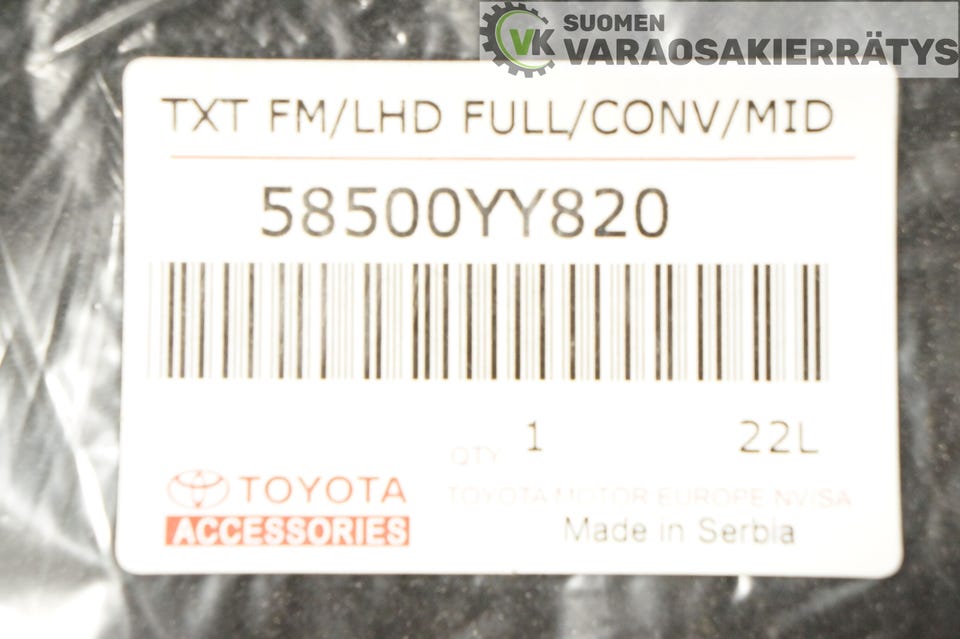 SUOMEN
VK VARAOSAKIERRÄTYS
TXT FM/LHD FULL/CONV/MID
58500YY820
QTY 1 22L
TOYOTA
ACCESSORIES
TOYOTA MOTOR EUROPE NV/SA
Made in Serbia